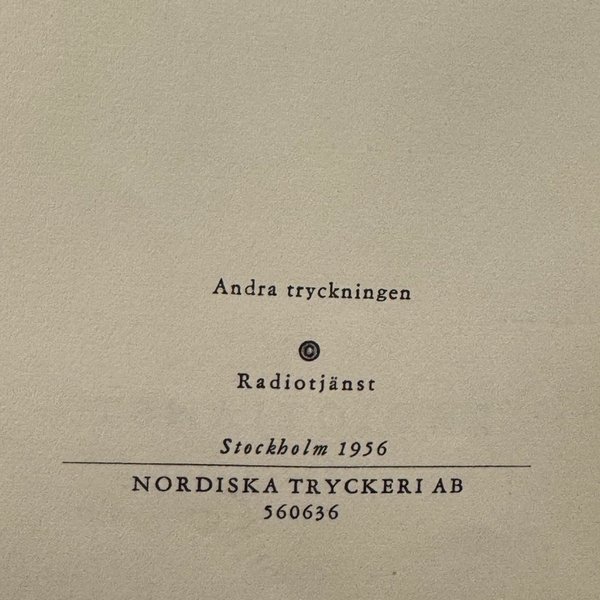 Andra tryckningen
Radiotjänst
Stockholm 1956
NORDISKA TRYCKERI AB
560636